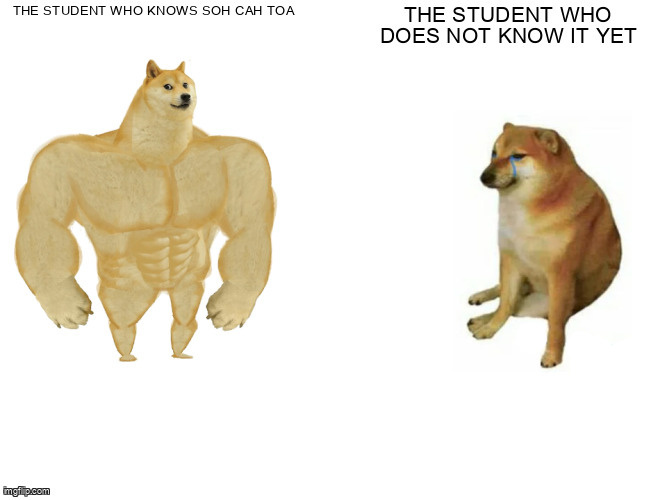 THE STUDENT WHO KNOWS SOH CAH TOA
THE STUDENT WHO
DOES NOT KNOW IT YET
imgflip.com